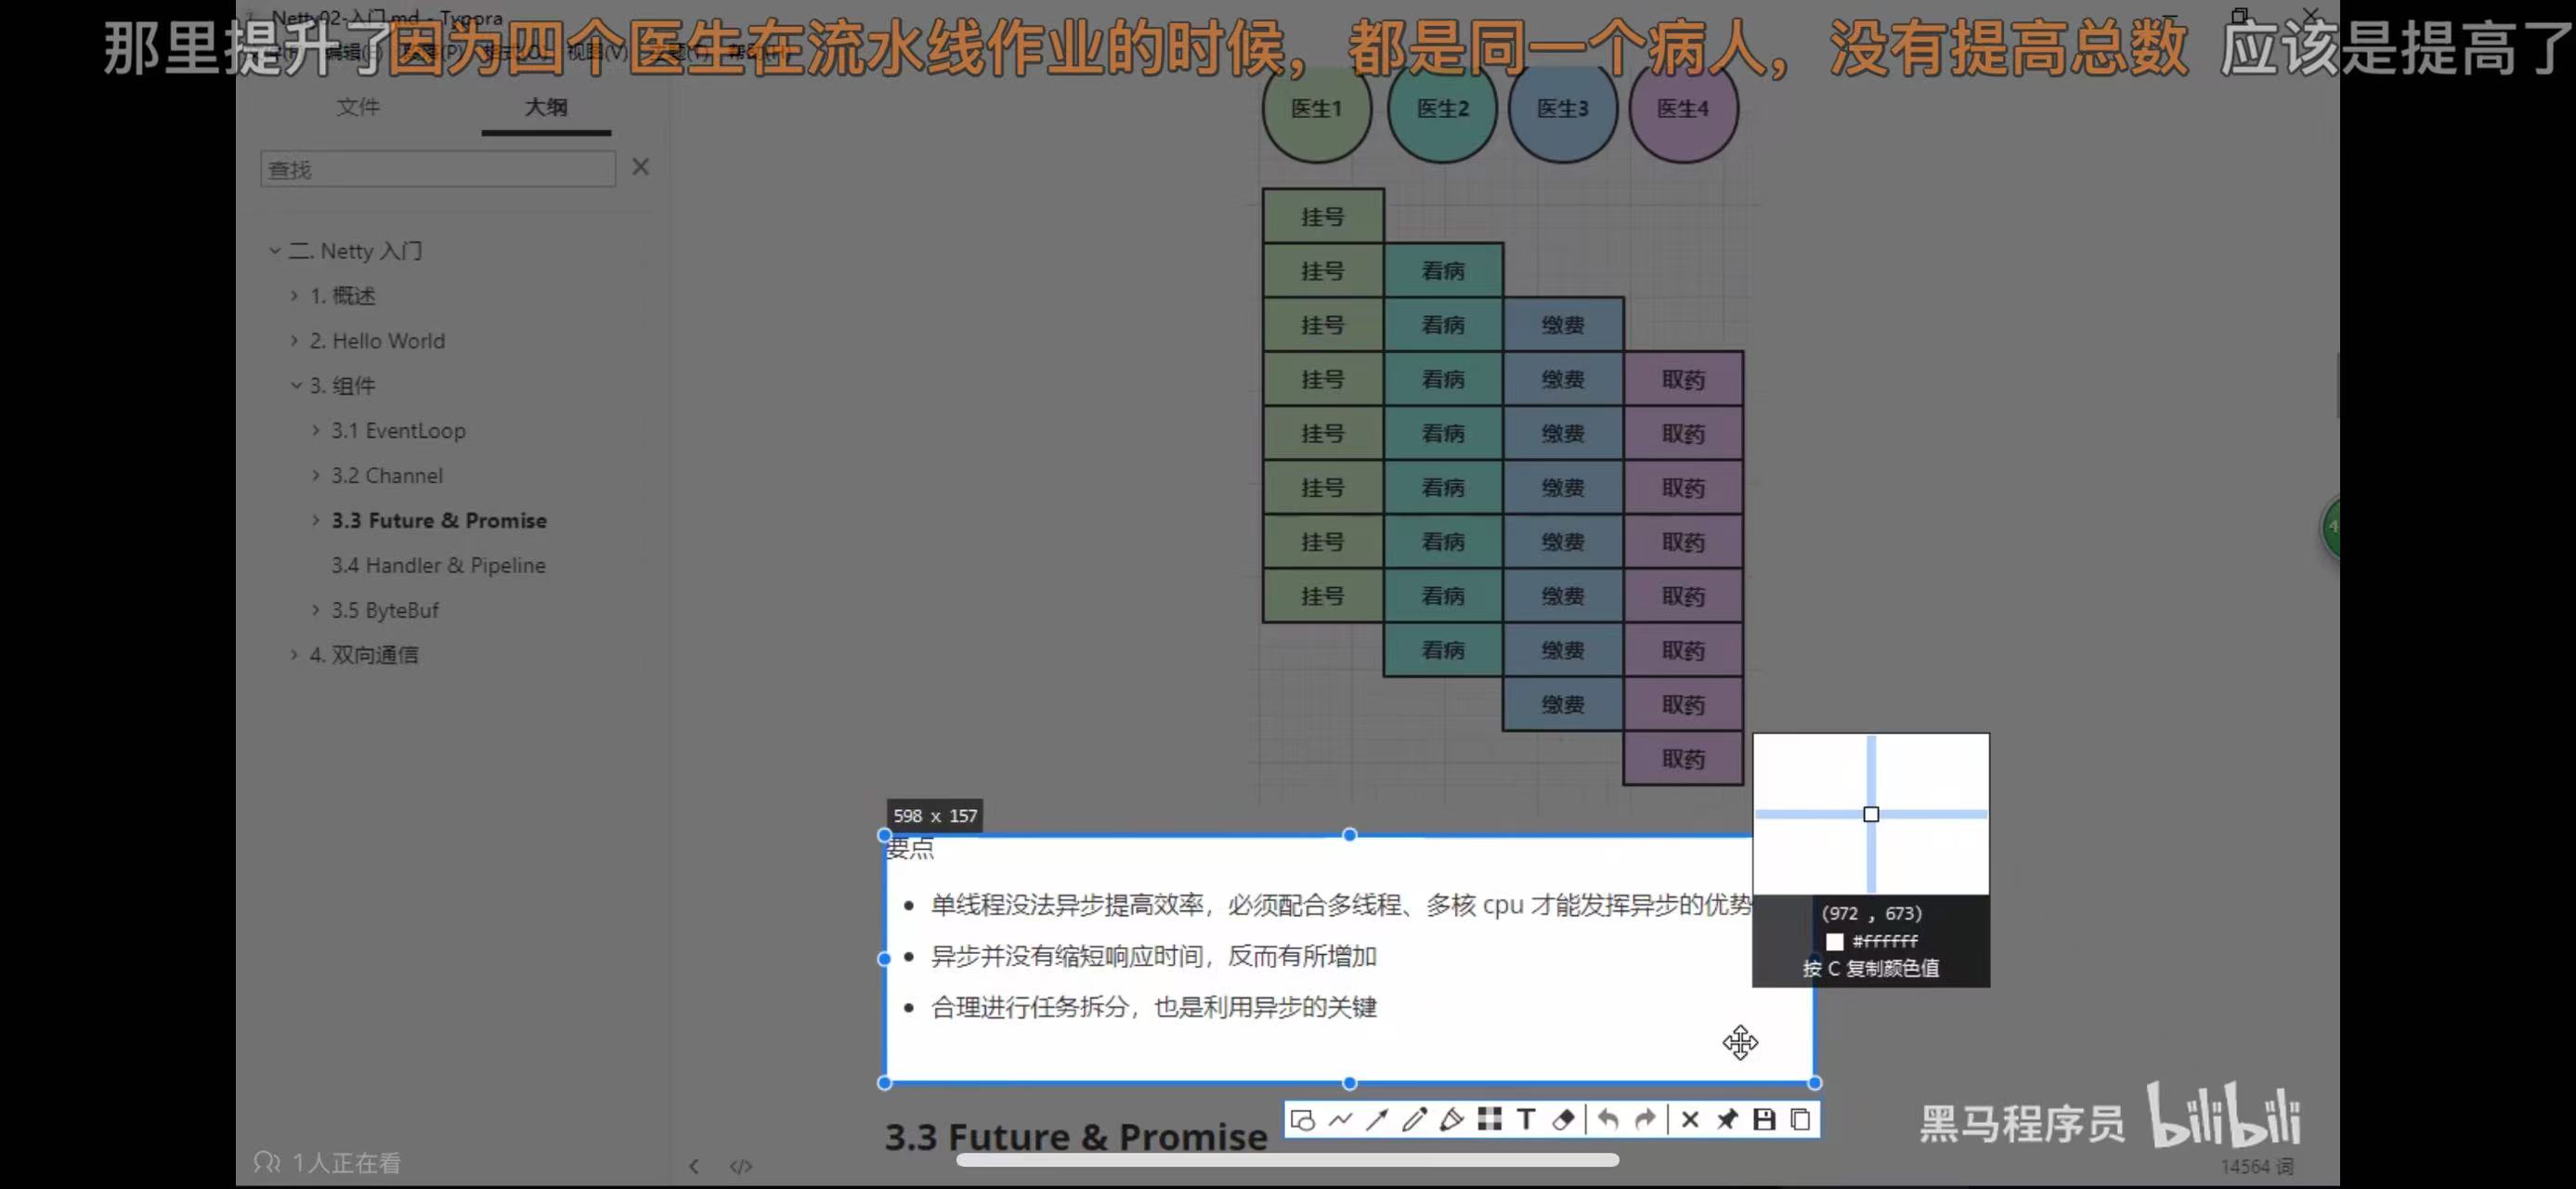 Netty02-入门.md - Typora
那里提升了因为四个医生在流水线作业的时候，都是同一个病人，没有提高总数 应该是提高了
文件 大纲
查找
二. Netty 入门
1. 概述
2. Hello World
3. 组件
3.1 EventLoop
3.2 Channel
3.3 Future & Promise
3.4 Handler & Pipeline
3.5 ByteBuf
4. 双向通信
医生1 医生2 医生3 医生4
挂号
挂号 看病
挂号 看病 缴费
挂号 看病 缴费 取药
挂号 看病 缴费 取药
挂号 看病 缴费 取药
挂号 看病 缴费 取药
挂号 看病 缴费 取药
看病 缴费 取药
缴费 取药
取药
598 x 157
要点
单线程没法异步提高效率，必须配合多线程、多核 cpu 才能发挥异步的优势
异步并没有缩短响应时间，反而有所增加
合理进行任务拆分，也是利用异步的关键
(972 , 673)
#ffffff
按 C 复制颜色值
3.3 Future & Promise
黑马程序员 bilibili
1人正在看
14564 词